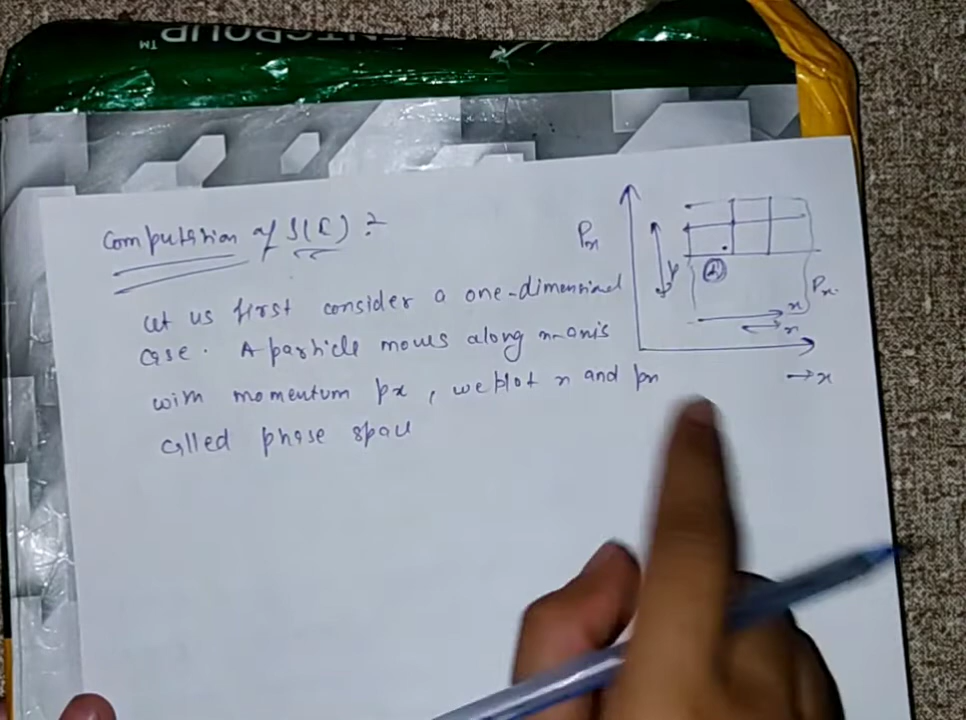 Computation of S(E) :-
Let us first consider a one-dimensional
case. A particle moves along x-axis
with momentum px, we plot x and px
called phase space
Px
Px
x
x
→ x